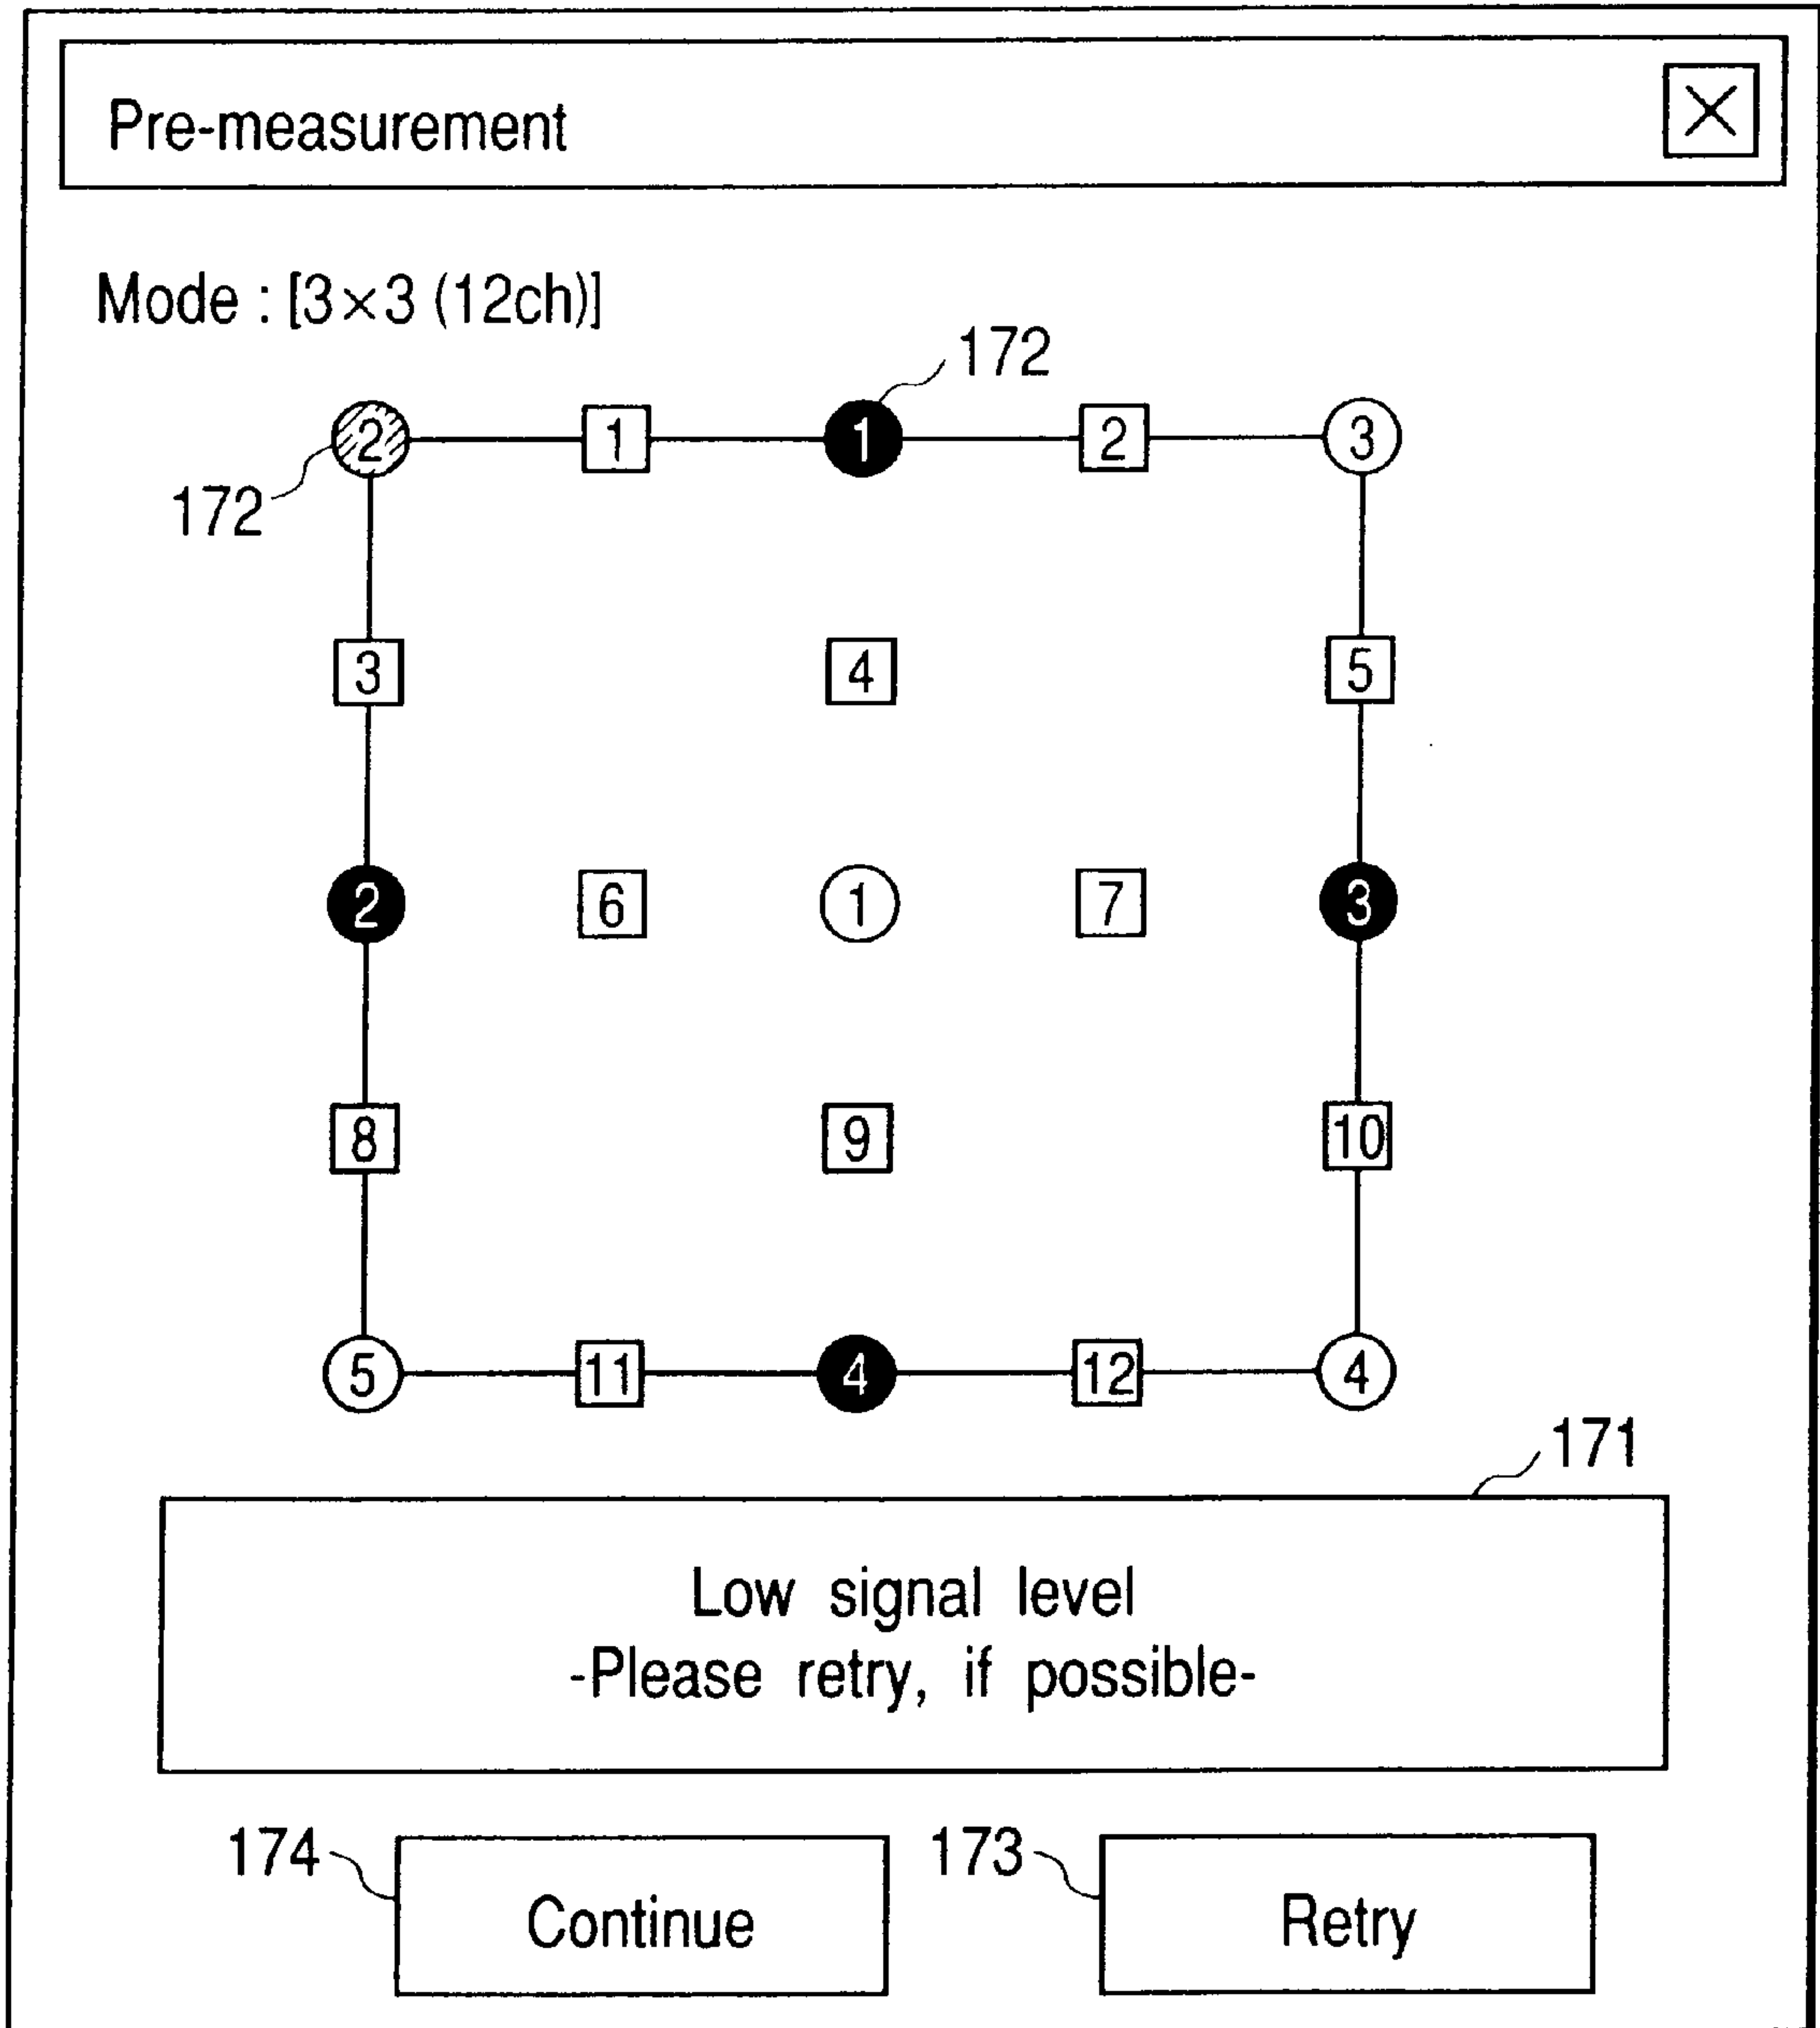 Pre-measurement
Mode : [3×3 (12ch)]
172
2 1 1 2 3
172
3 4 5
2 6 1 7 3
8 9 10
5 11 4 12 4
171
Low signal level
-Please retry, if possible-
174 Continue 173 Retry